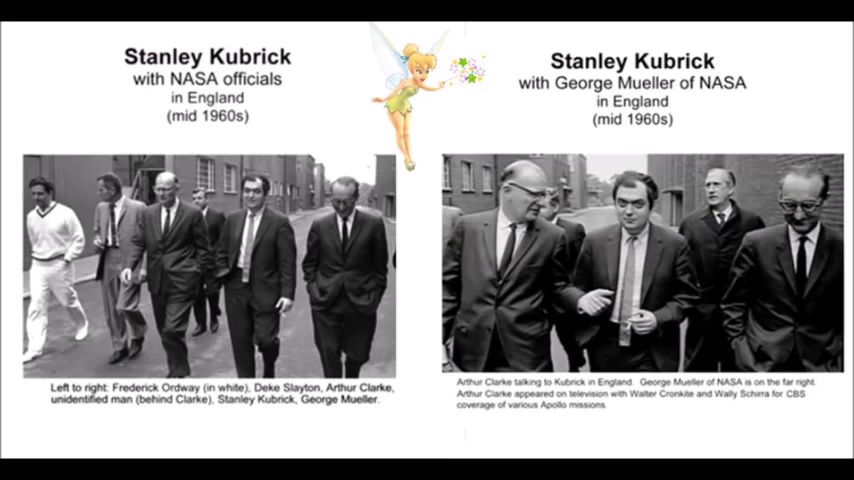 Stanley Kubrick
with NASA officials
in England
(mid 1960s)
Left to right: Frederick Ordway (in white), Deke Slayton, Arthur Clarke,
unidentified man (behind Clarke), Stanley Kubrick, George Mueller.
Stanley Kubrick
with George Mueller of NASA
in England
(mid 1960s)
Arthur Clarke talking to Kubrick in England. George Mueller of NASA is on the far right.
Arthur Clarke appeared on television with Walter Cronkite and Wally Schirra for CBS
coverage of various Apollo missions.